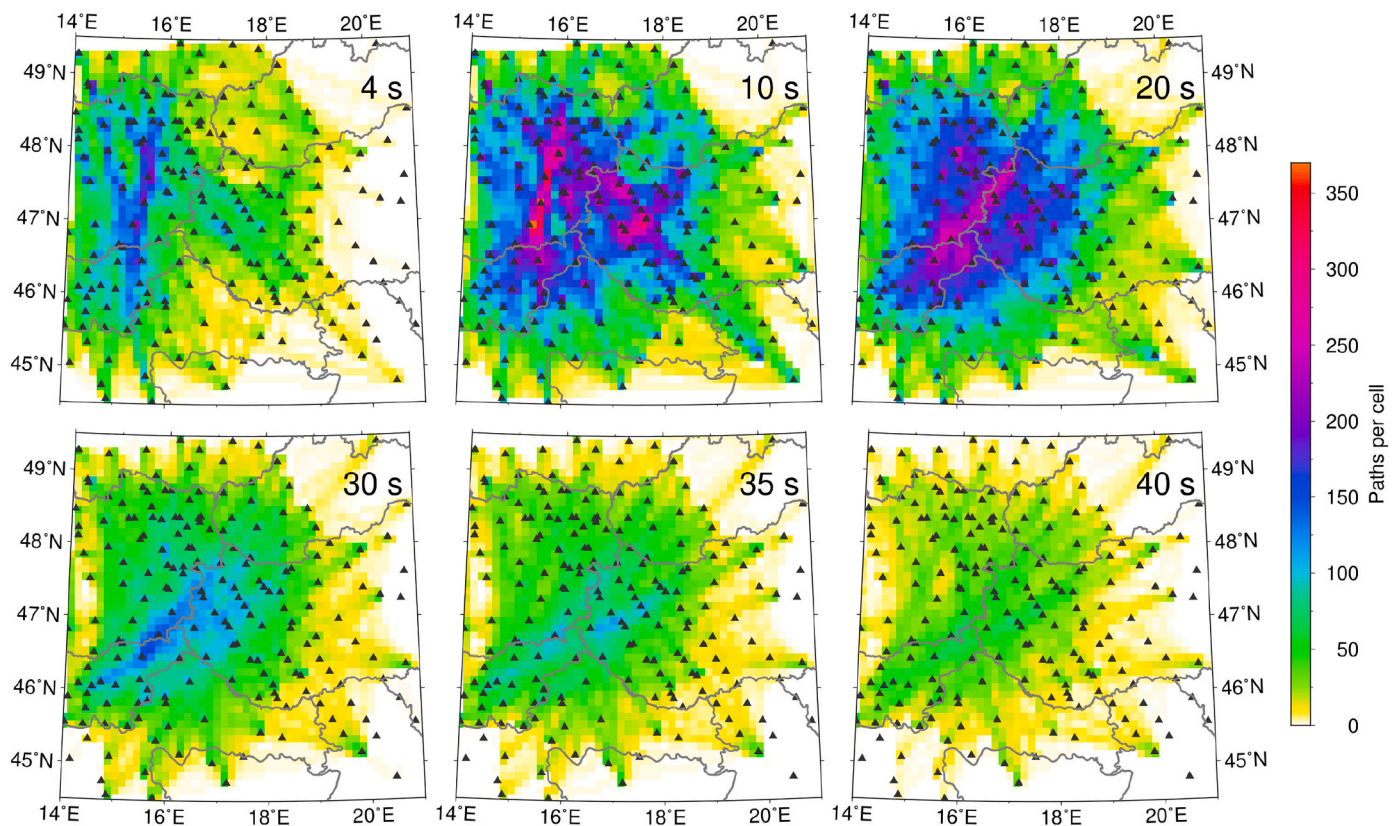 14˚E 16˚E 18˚E 20˚E 14˚E 16˚E 18˚E 20˚E 14˚E 16˚E 18˚E 20˚E
49˚N 4 s 10 s 20 s 49˚N
48˚N 48˚N
47˚N 47˚N
46˚N 46˚N
45˚N 45˚N
350
300
250
200
150
100
50
0
Paths per cell
49˚N 30 s 35 s 40 s 49˚N
48˚N 48˚N
47˚N 47˚N
46˚N 46˚N
45˚N 45˚N
14˚E 16˚E 18˚E 20˚E 14˚E 16˚E 18˚E 20˚E 14˚E 16˚E 18˚E 20˚E